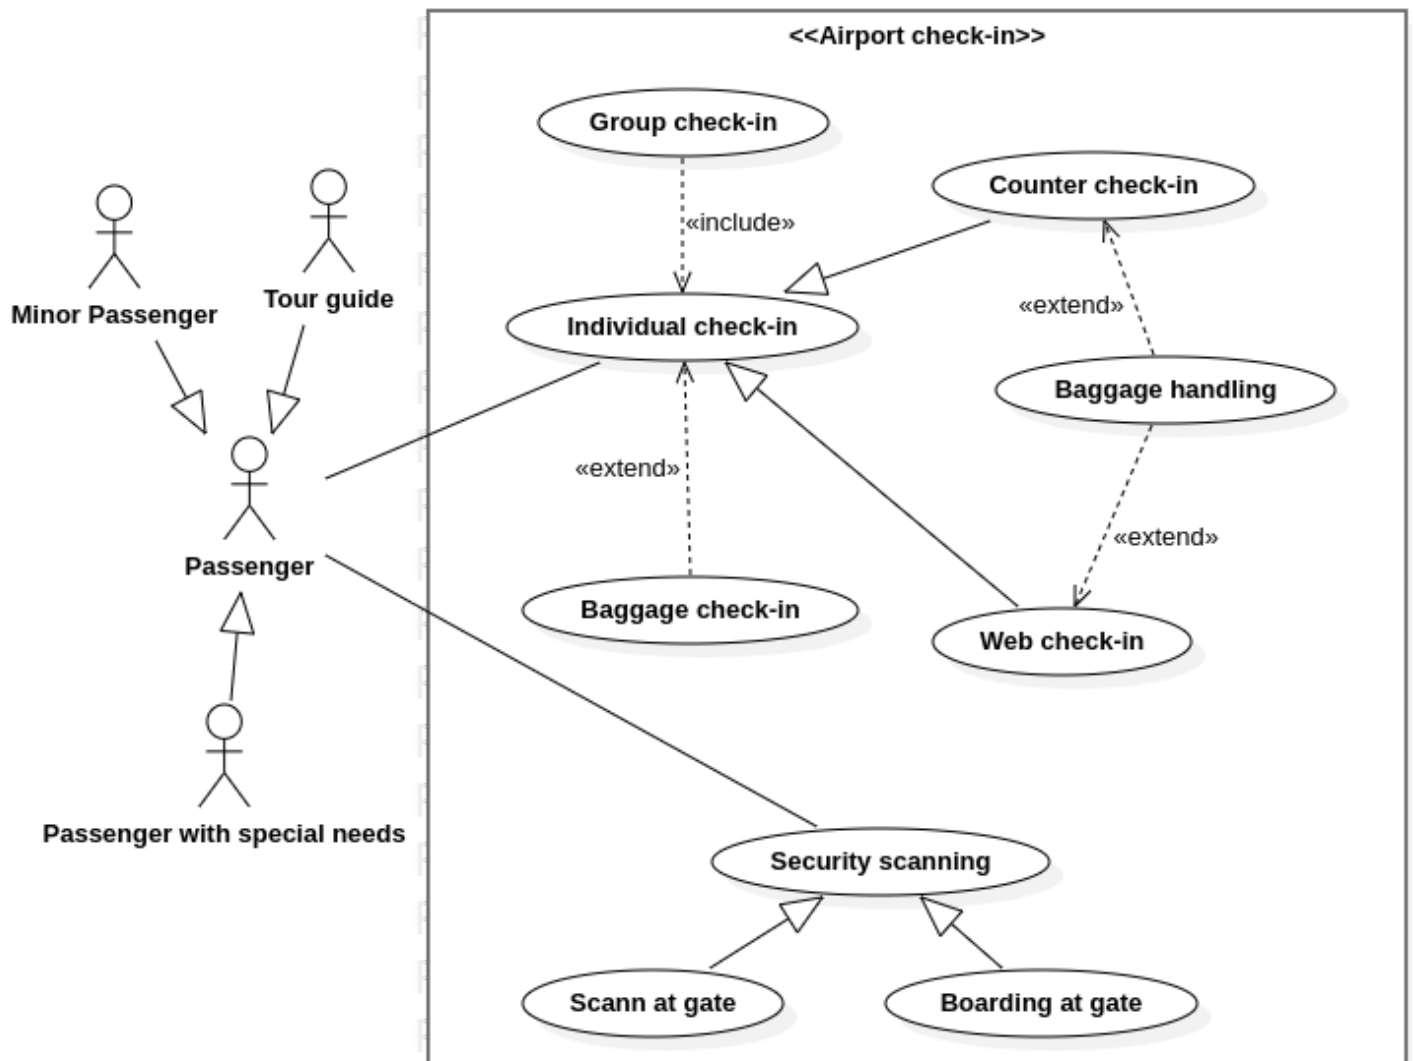 <<Airport check-in>>
Group check-in
Counter check-in
«include»
Minor Passenger
Tour guide
«extend»
Individual check-in
Baggage handling
«extend»
«extend»
Passenger
Baggage check-in
Web check-in
Passenger with special needs
Security scanning
Scann at gate
Boarding at gate